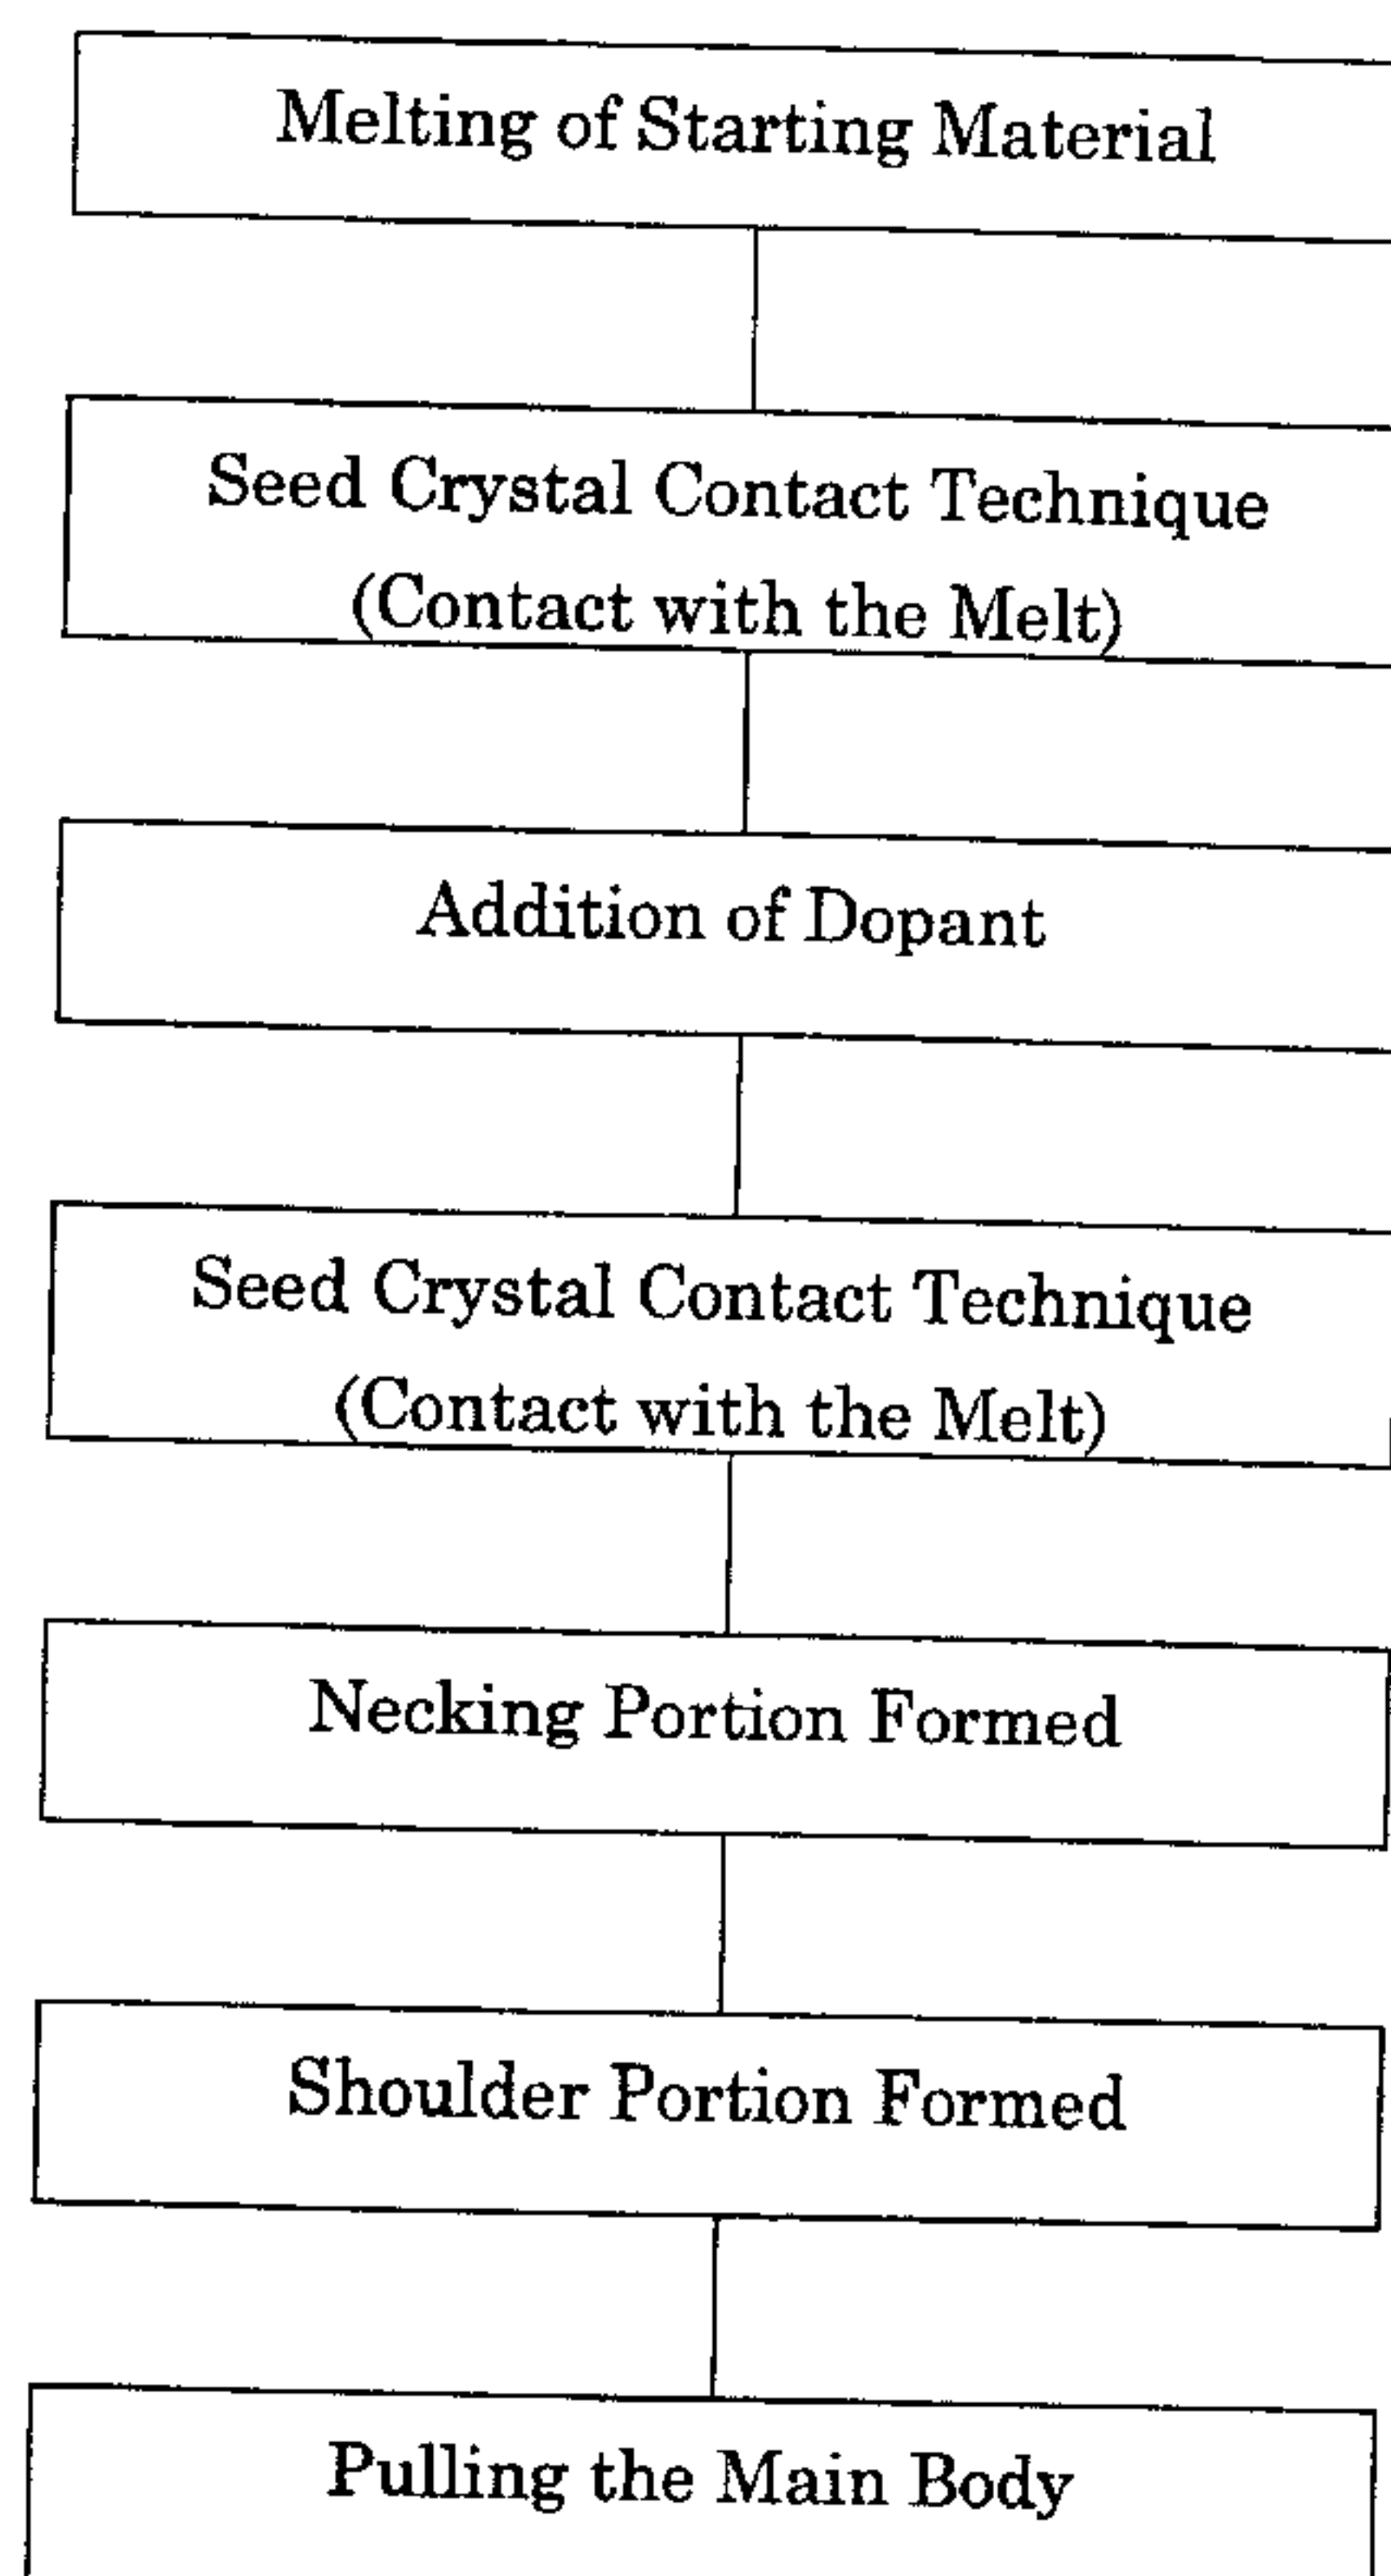 Melting of Starting Material
Seed Crystal Contact Technique
(Contact with the Melt)
Addition of Dopant
Seed Crystal Contact Technique
(Contact with the Melt)
Necking Portion Formed
Shoulder Portion Formed
Pulling the Main Body